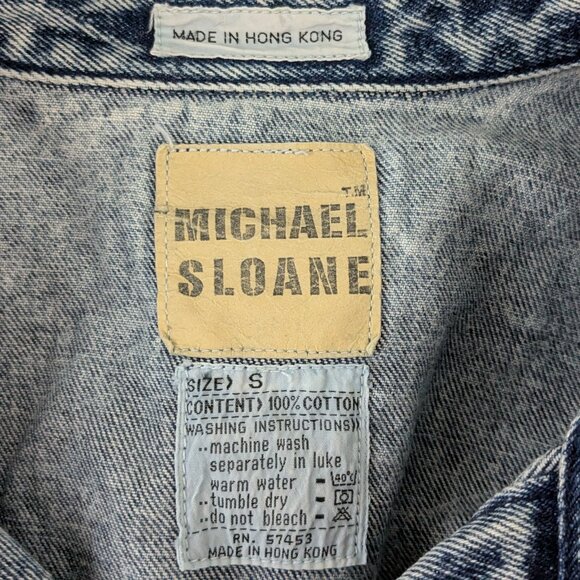 MADE IN HONG KONG
TM
MICHAEL
SLOANE
SIZE⟩ S
CONTENT⟩ 100% COTTON
WASHING INSTRUCTIONS⟩⟩
..machine wash
separately in luke
warm water - 40°C
..tumble dry -
..do not bleach -
RN. 57453
MADE IN HONG KONG